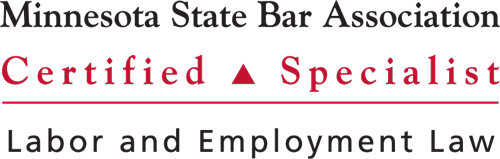 Minnesota State Bar Association
Certified ▲ Specialist
Labor and Employment Law